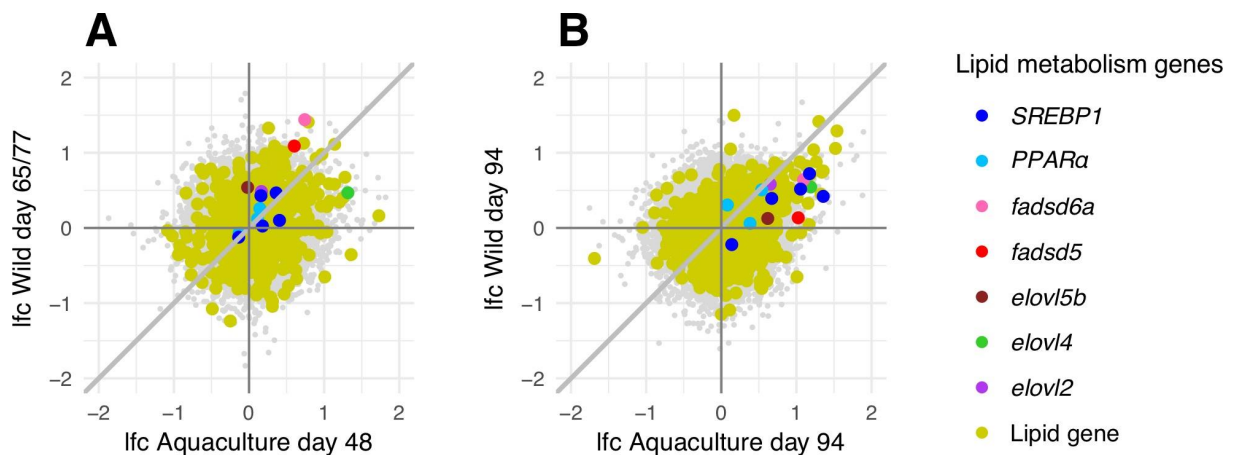 A
B
2
1
0
−1
−2
−2
−1
0
1
2
lfc Wild day 65/77
lfc Aquaculture day 48
2
1
0
−1
−2
−2
−1
0
1
2
lfc Wild day 94
lfc Aquaculture day 94
Lipid metabolism genes
SREBP1
PPARα
fadsd6a
fadsd5
elovl5b
elovl4
elovl2
Lipid gene